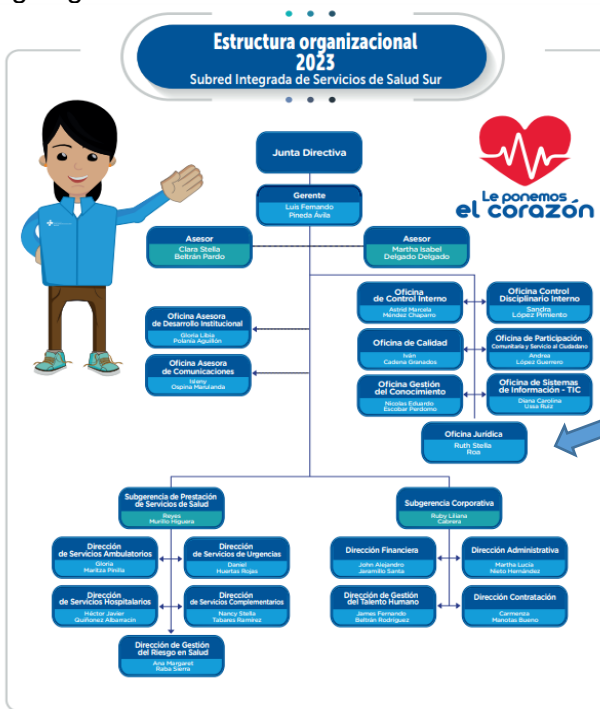 Estructura organizacional
2023
Subred Integrada de Servicios de Salud Sur
Junta Directiva
Le ponemos
el corazón
Gerente
Luis Fernando
Pineda Ávila
Asesor
Clara Stella
Beltrán Pardo
Asesor
Martha Isabel
Delgado Delgado
Oficina
de Control Interno
Astrid Marcela
Méndez Chaparro
Oficina Control
Disciplinario Interno
Sandra
López Pimiento
Oficina Asesora
de Desarrollo Institucional
Gloria Libia
Polanía Aguillón
Oficina de Calidad
Iván
Cadena Granados
Oficina de Participación
Comunitaria y Servicio al Ciudadano
Andrea
López Guerrero
Oficina Asesora
de Comunicaciones
Ospina Marulanda
Oficina Gestión
del Conocimiento
Nicolas Eduardo
Escobar Perdomo
Oficina de Sistemas
de Información - TIC
Diana Carolina
Ussa Ruiz
Oficina Jurídica
Ruth Stella
Roa
Subgerencia de Prestación
de Servicios de Salud
Reyes
Murillo Higuera
Subgerencia Corporativa
Ruby Liliana
Cabrera
Dirección
de Servicios Ambulatorios
Gloria
Maritza Pinilla
Dirección
de Servicios de Urgencias
Daniel
Huertas Rojas
Dirección Financiera
John Alejandro
Jaramillo Santa
Dirección Administrativa
Martha Lucía
Nieto Hernández
Dirección
de Servicios Hospitalarios
Héctor Javier
Quiñonez Albarracín
Dirección
de Servicios Complementarios
Nancy Stella
Tabares Ramírez
Dirección de Gestión
del Talento Humano
James Fernando
Beltrán Rodríguez
Dirección Contratación
Carmenza
Manotas Bueno
Dirección de Gestión
del Riesgo en Salud
Ana Margaret
Raba Sierra